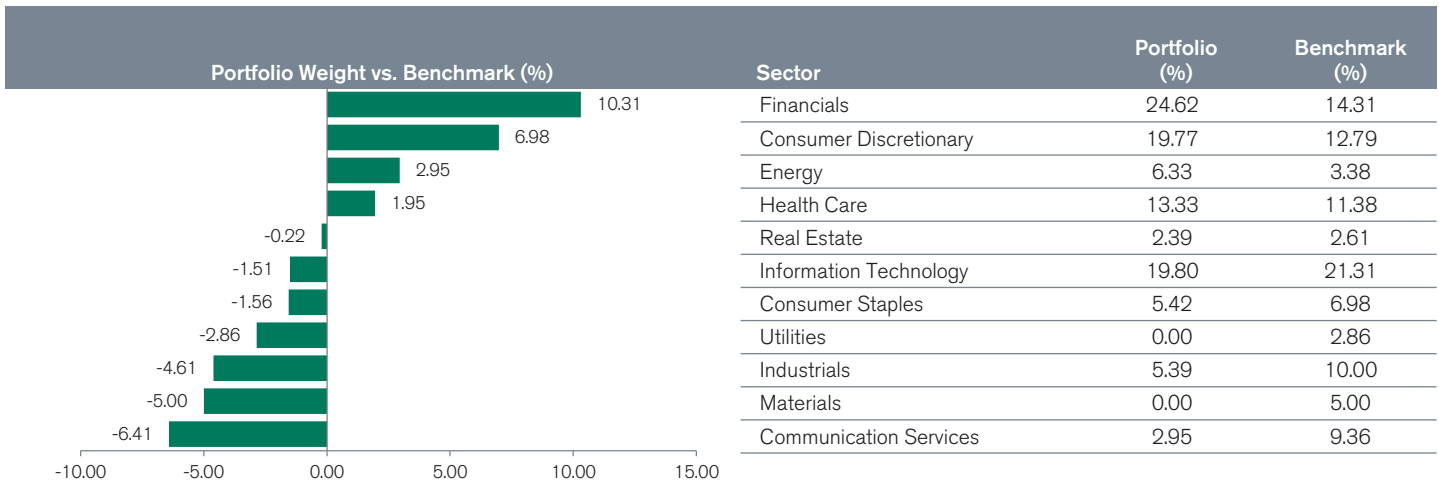 Portfolio Weight vs. Benchmark (%)
10.31
6.98
2.95
1.95
-0.22
-1.51
-1.56
-2.86
-4.61
-5.00
-6.41
-10.00 -5.00 0.00 5.00 10.00 15.00
Sector Portfolio (%) Benchmark (%)
Financials 24.62 14.31
Consumer Discretionary 19.77 12.79
Energy 6.33 3.38
Health Care 13.33 11.38
Real Estate 2.39 2.61
Information Technology 19.80 21.31
Consumer Staples 5.42 6.98
Utilities 0.00 2.86
Industrials 5.39 10.00
Materials 0.00 5.00
Communication Services 2.95 9.36